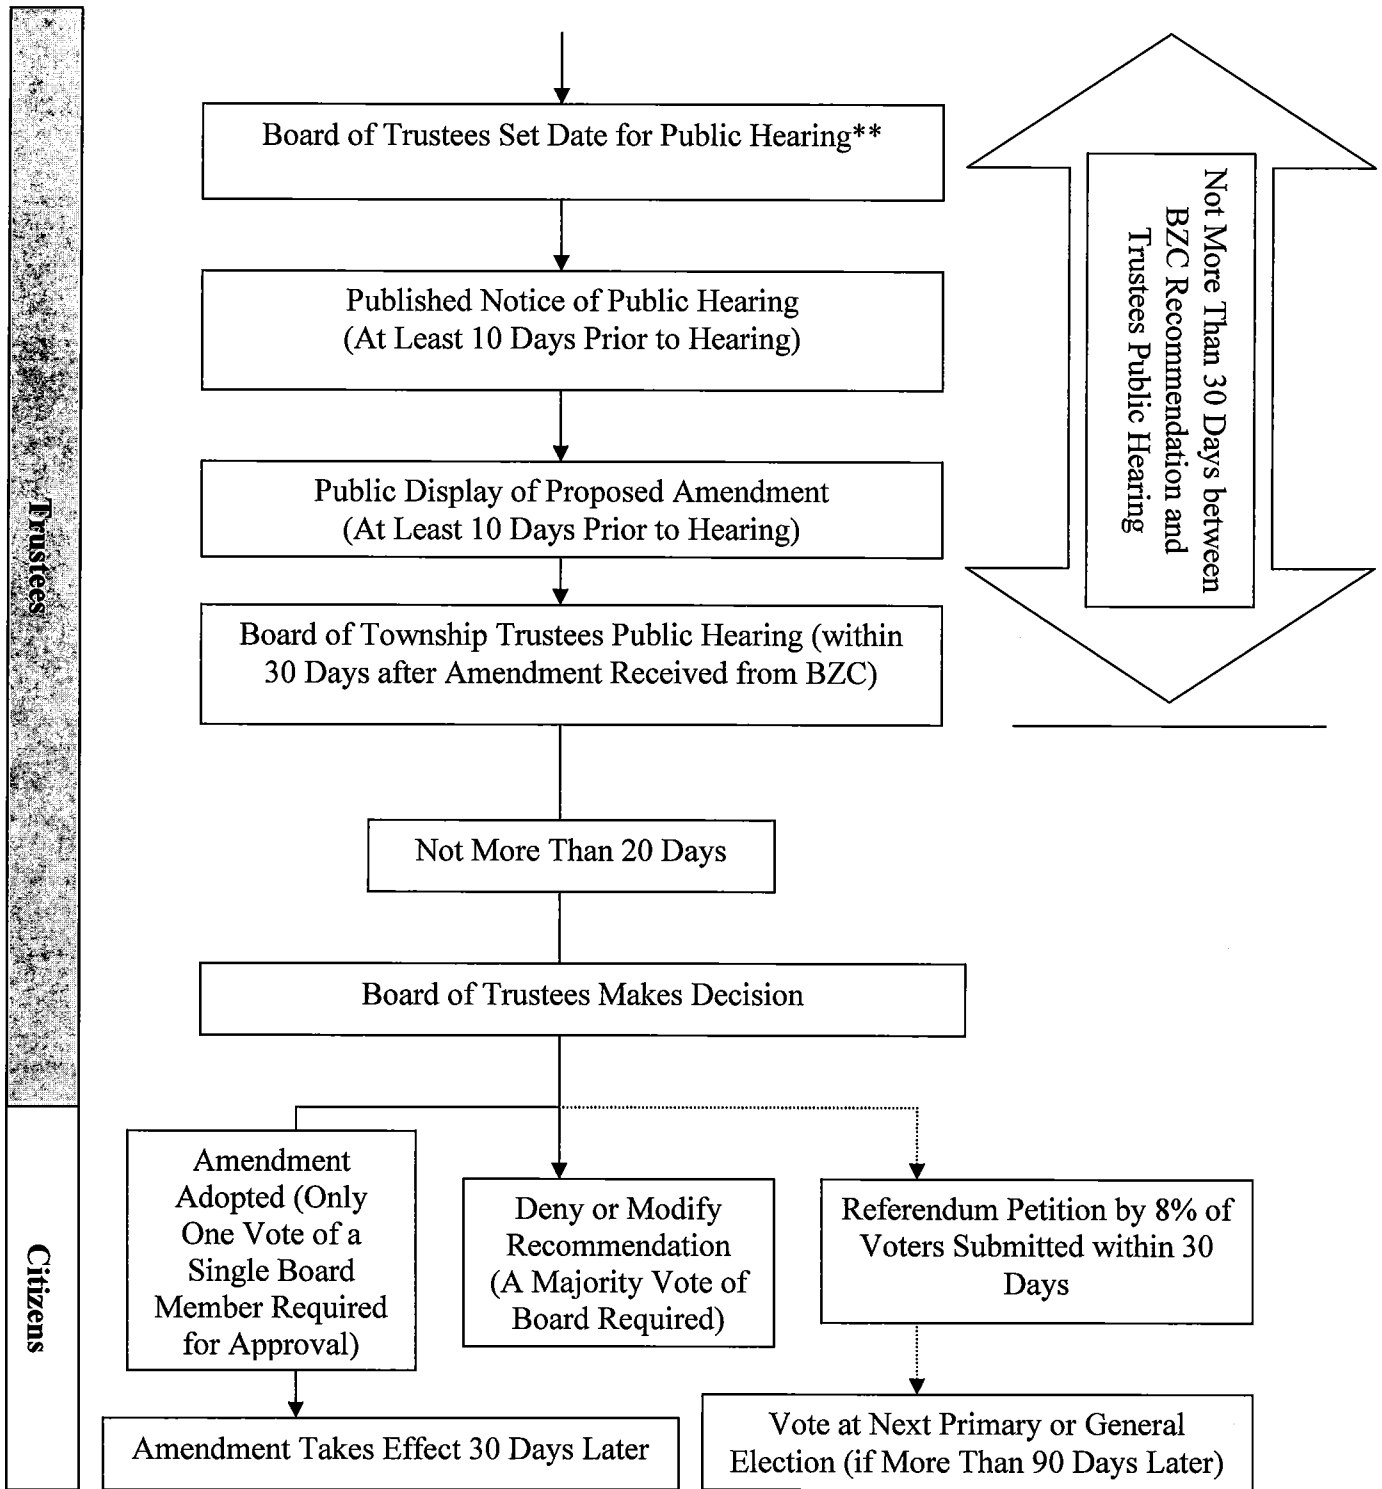 Board of Trustees Set Date for Public Hearing**
Published Notice of Public Hearing
(At Least 10 Days Prior to Hearing)
Public Display of Proposed Amendment
(At Least 10 Days Prior to Hearing)
Board of Township Trustees Public Hearing (within
30 Days after Amendment Received from BZC)
Not More Than 30 Days between
BZC Recommendation and
Trustees Public Hearing
Trustees
Not More Than 20 Days
Board of Trustees Makes Decision
Citizens
Amendment
Adopted (Only
One Vote of a
Single Board
Member Required
for Approval)
Deny or Modify
Recommendation
(A Majority Vote of
Board Required)
Referendum Petition by 8% of
Voters Submitted within 30
Days
Amendment Takes Effect 30 Days Later
Vote at Next Primary or General
Election (if More Than 90 Days Later)